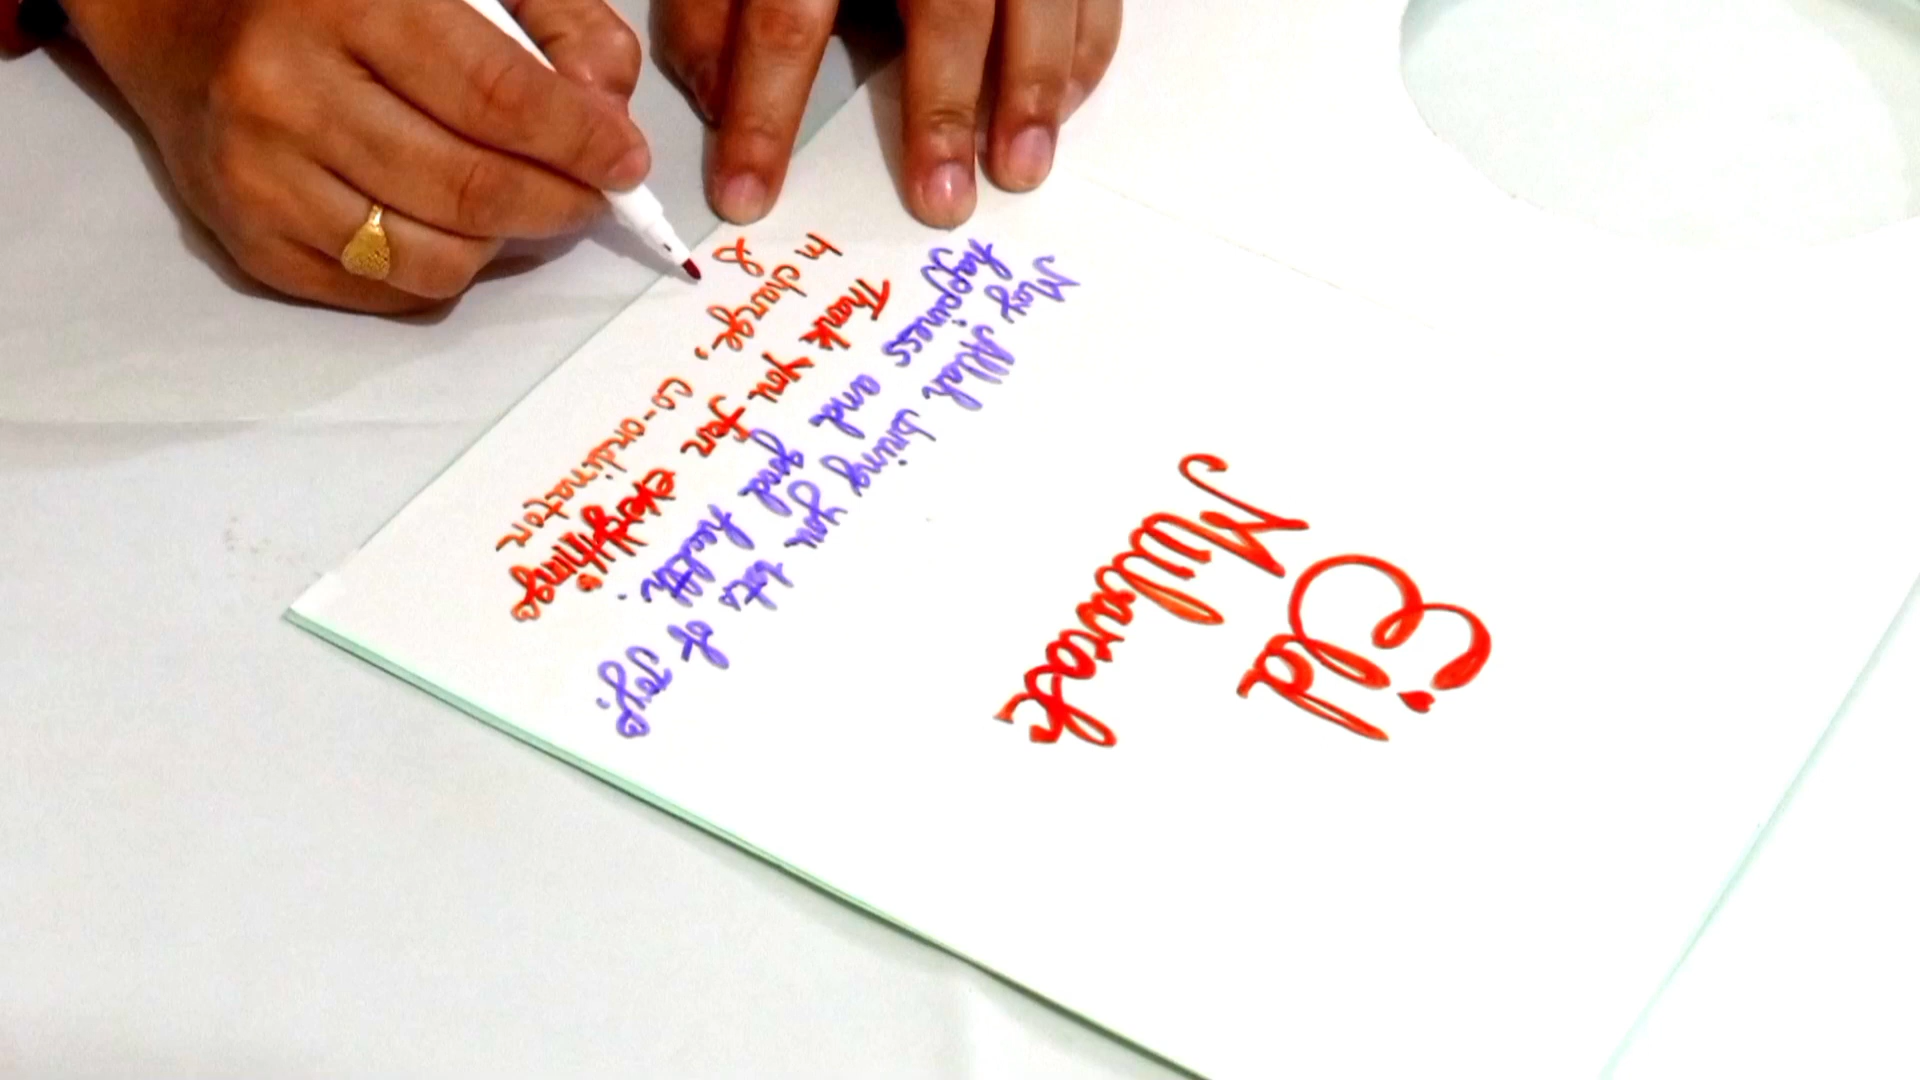 Eid
Mubarak
May Allah bring you lots of joy,
happiness and good health.
Thank you for everything
In charge, co-ordinator
&